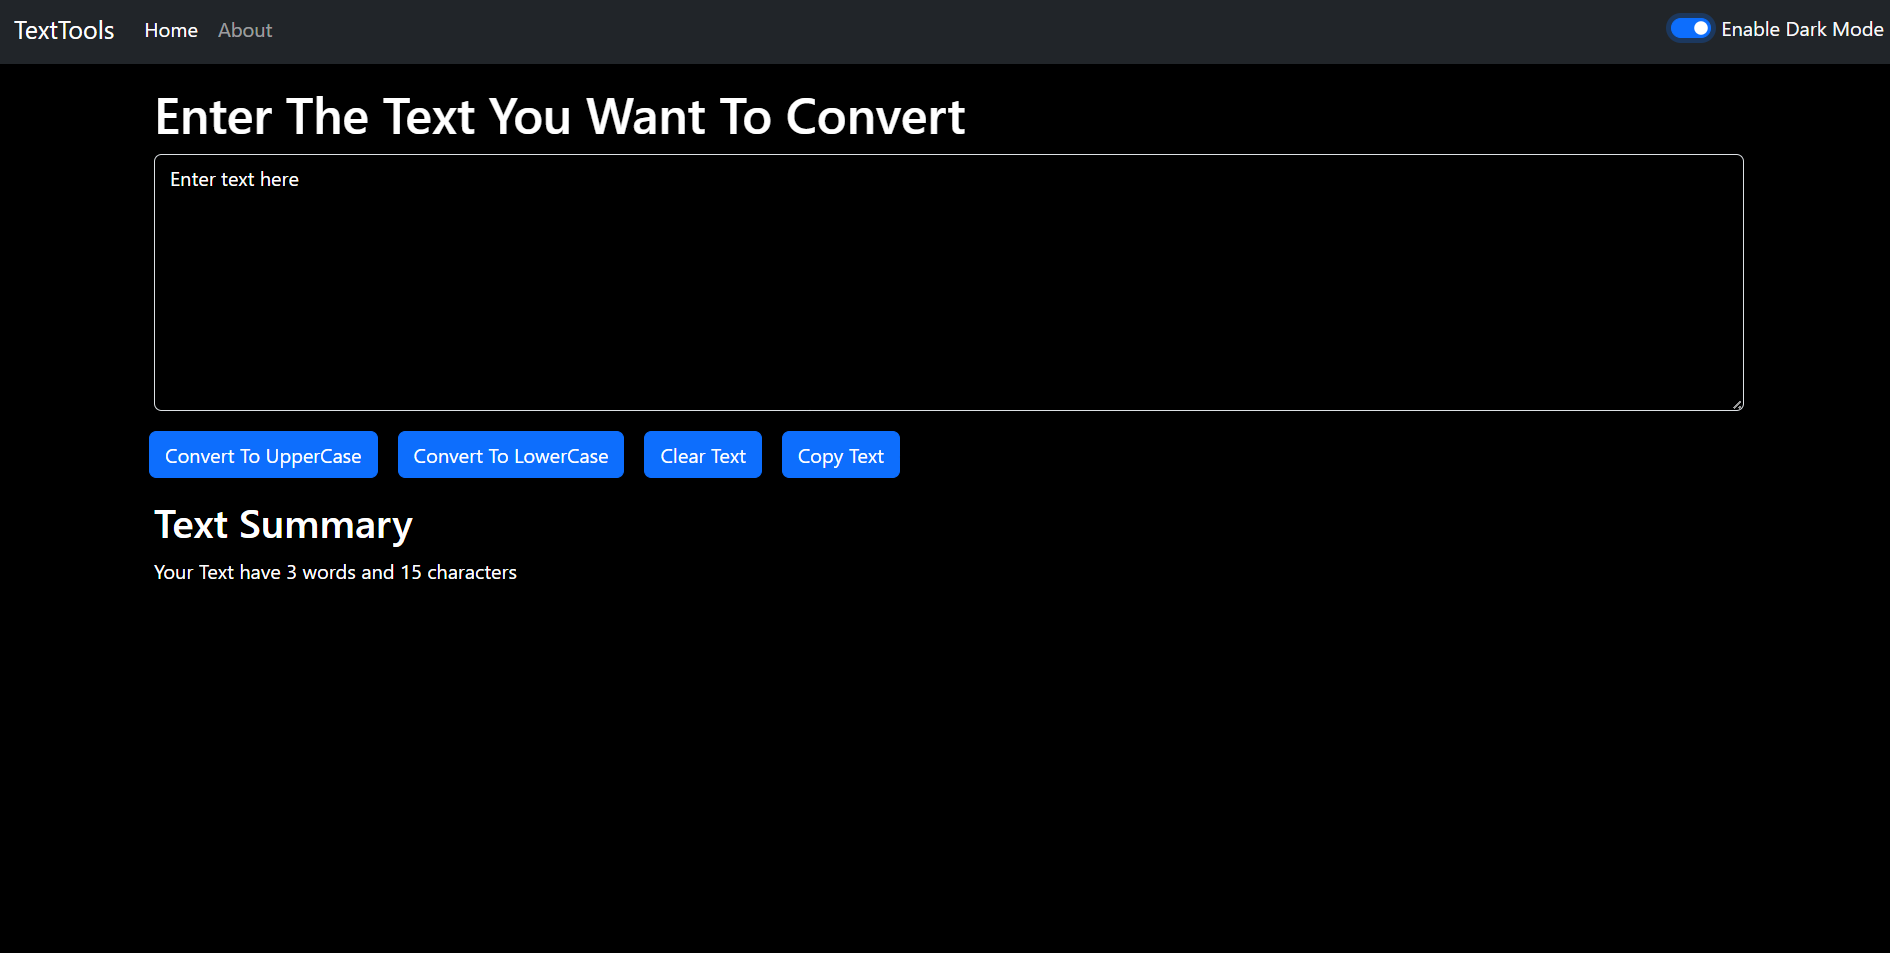 TextTools Home About Enable Dark Mode
Enter The Text You Want To Convert
Enter text here
Convert To UpperCase Convert To LowerCase Clear Text Copy Text
Text Summary
Your Text have 3 words and 15 characters